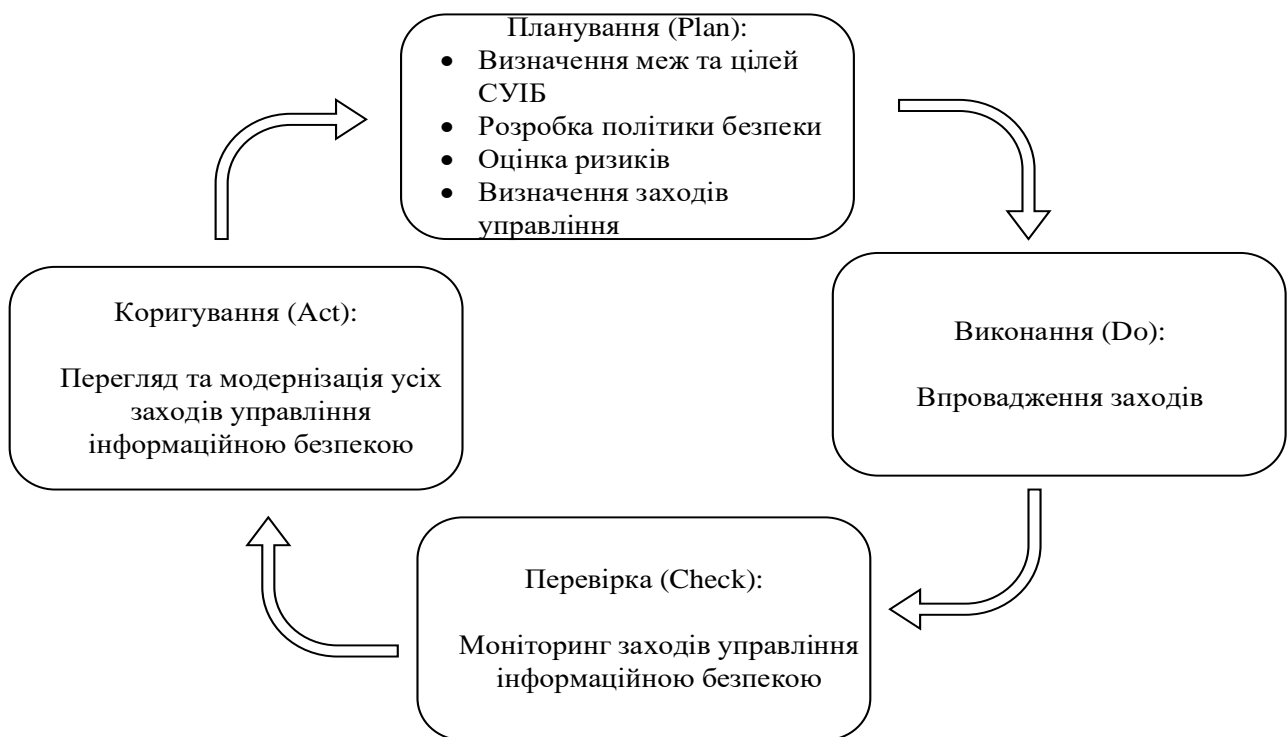 Планування (Plan):
• Визначення меж та цілей
СУІБ
• Розробка політики безпеки
• Оцінка ризиків
• Визначення заходів
управління
Коригування (Act):
Перегляд та модернізація усіх
заходів управління
інформаційною безпекою
Виконання (Do):
Впровадження заходів
Перевірка (Check):
Моніторинг заходів управління
інформаційною безпекою